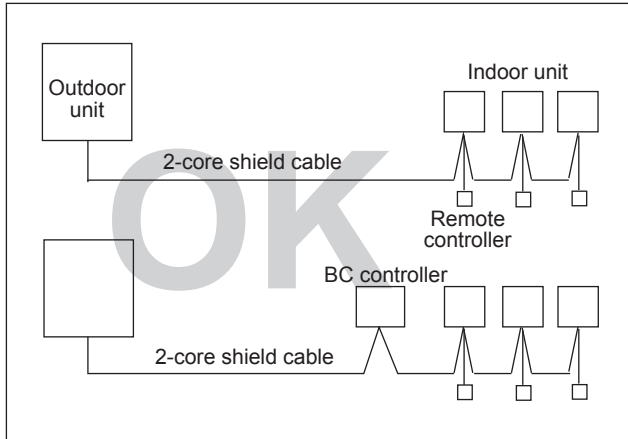 Outdoor
unit
Indoor unit
2-core shield cable
OK
Remote
controller
BC controller
2-core shield cable